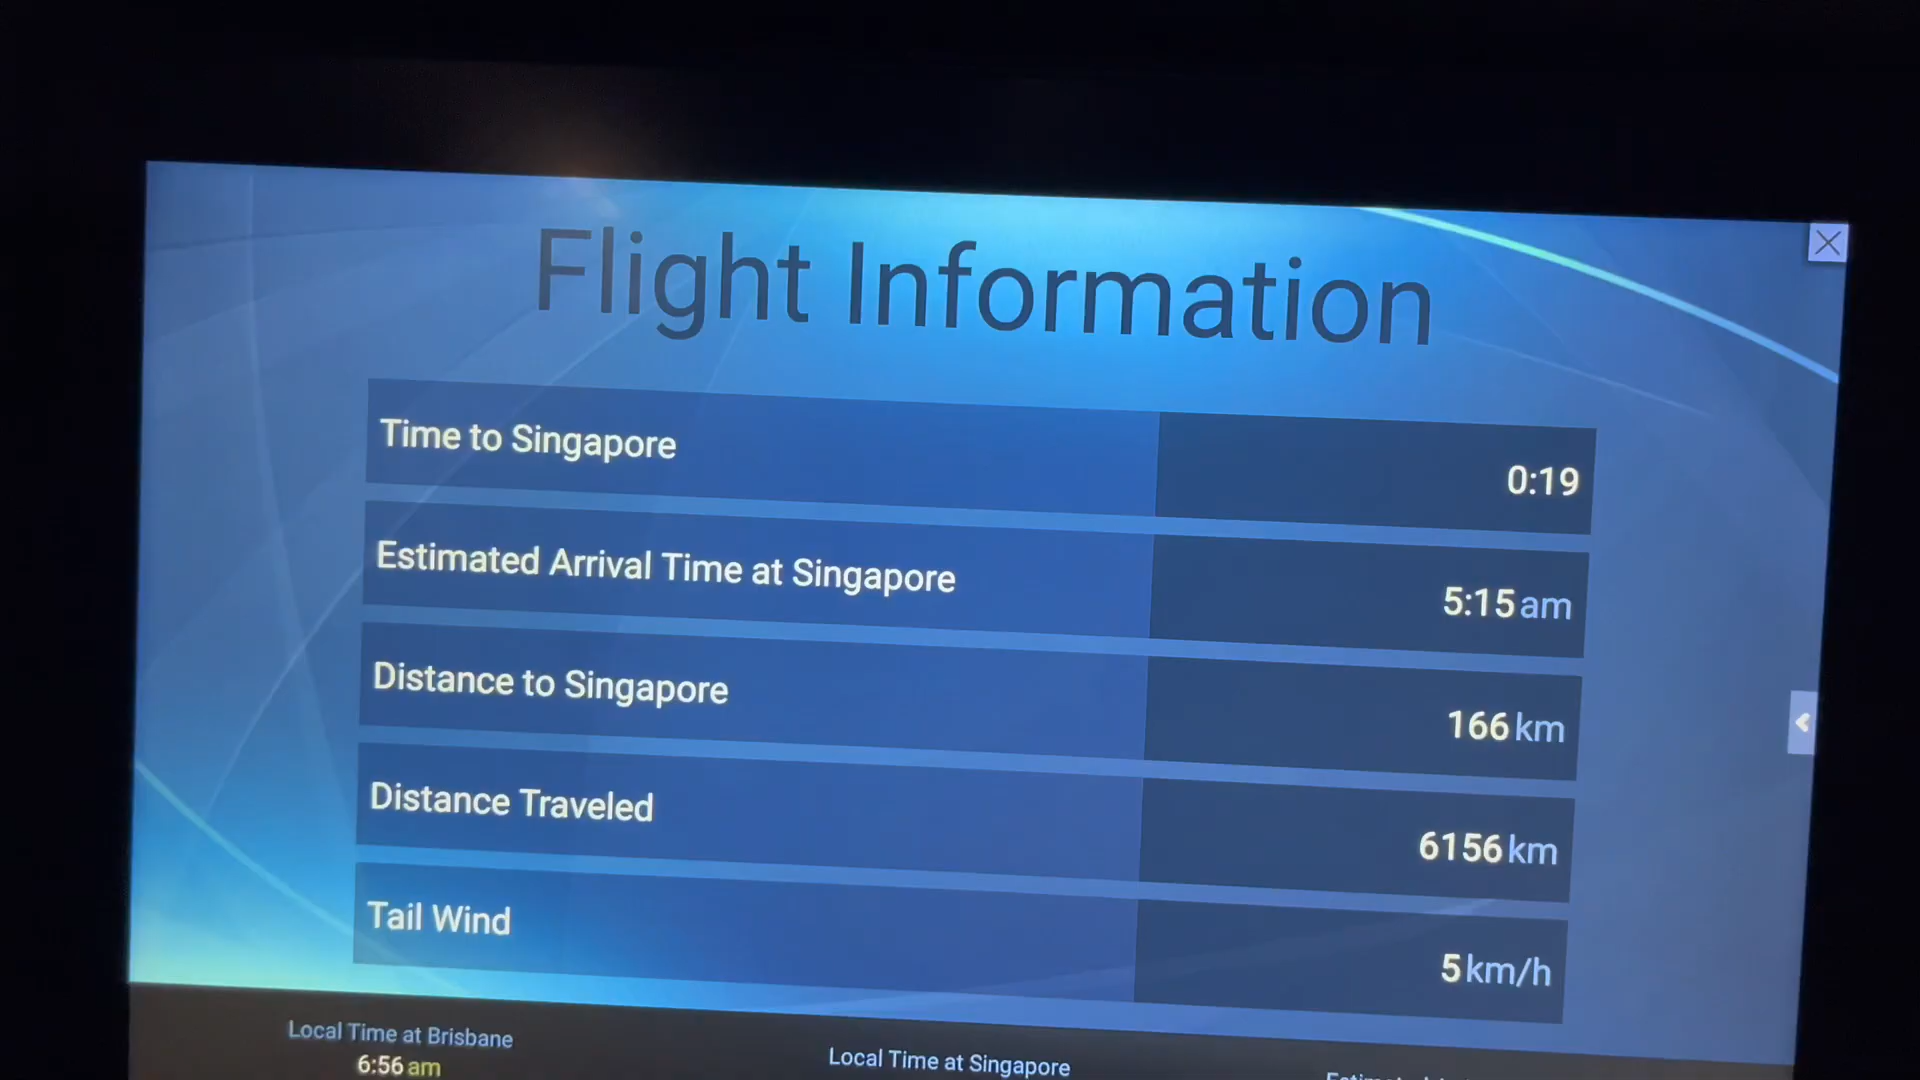 Flight Information
Time to Singapore 0:19
Estimated Arrival Time at Singapore 5:15 am
Distance to Singapore 166 km
Distance Traveled 6156 km
Tail Wind 5 km/h
Local Time at Brisbane
6:56 am
Local Time at Singapore